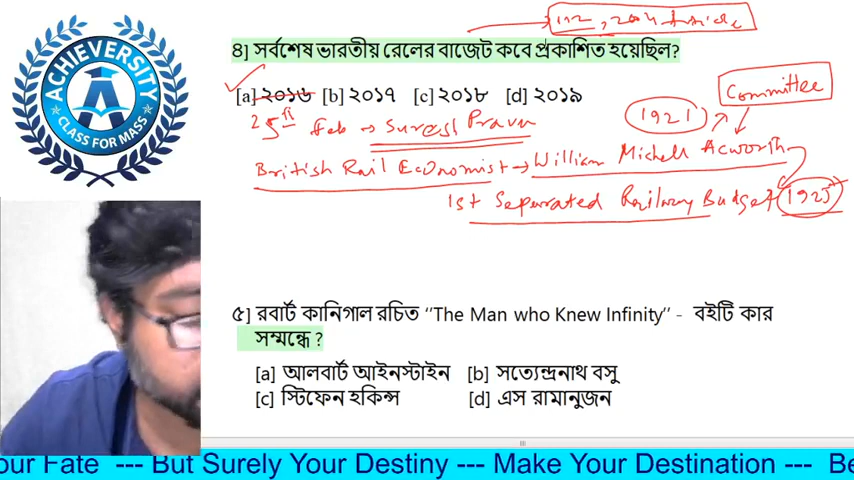 ACHIEVERSITY
CLASS FOR MASS
112, 204 Article
৪] সর্বশেষ ভারতীয় রেলের বাজেট কবে প্রকাশিত হয়েছিল?
[a] ২০১৬ [b] ২০১৭ [c] ২০১৮ [d] ২০১৯
Committee
1921
25th Feb → Suresh Pravu
British Rail Economist → William Michell Acworth
1st Separated Railway Budget 1925
৫] রবার্ট কানিগাল রচিত “The Man who Knew Infinity” - বইটি কার
সম্মন্ধে ?
[a] আলবার্ট আইনস্টাইন [b] সত্যেন্দ্রনাথ বসু
[c] স্টিফেন হকিন্স [d] এস রামানুজন
our Fate --- But Surely Your Destiny --- Make Your Destination --- Be